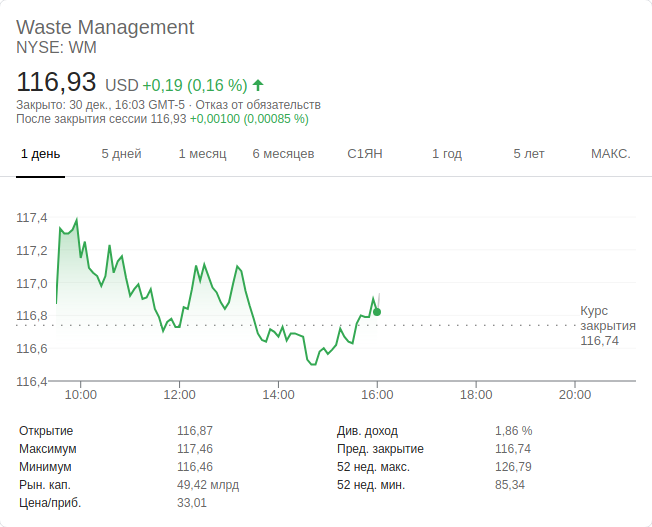 Waste Management
NYSE: WM
116,93 USD +0,19 (0,16 %)
Закрыто: 30 дек., 16:03 GMT-5 · Отказ от обязательств
После закрытия сессии 116,93 +0,00100 (0,00085 %)
1 день 5 дней 1 месяц 6 месяцев С1ЯН 1 год 5 лет МАКС.
117,4
117,2
117,0
116,8
Курс
закрытия
116,74
116,6
116,4
10:00 12:00 14:00 16:00 18:00 20:00
Открытие 116,87 Див. доход 1,86 %
Максимум 117,46 Пред. закрытие 116,74
Минимум 116,46 52 нед. макс. 126,79
Рын. кап. 49,42 млрд 52 нед. мин. 85,34
Цена/приб. 33,01